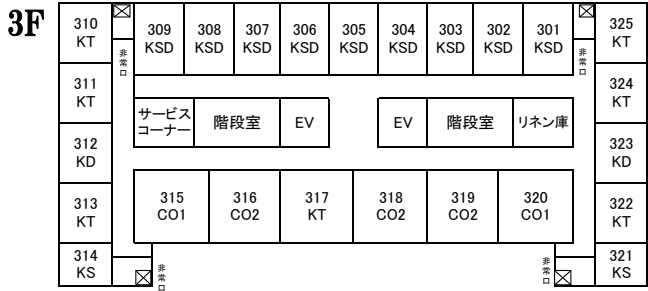 3F
310
KT
309
KSD
308
KSD
307
KSD
306
KSD
305
KSD
304
KSD
303
KSD
302
KSD
301
KSD
325
KT
非常口
非常口
311
KT
324
KT
サービス
コーナー
階段室
EV
EV
階段室
リネン庫
312
KD
323
KD
313
KT
315
CO1
316
CO2
317
KT
318
CO2
319
CO2
320
CO1
322
KT
314
KS
非常口
非常口
321
KS